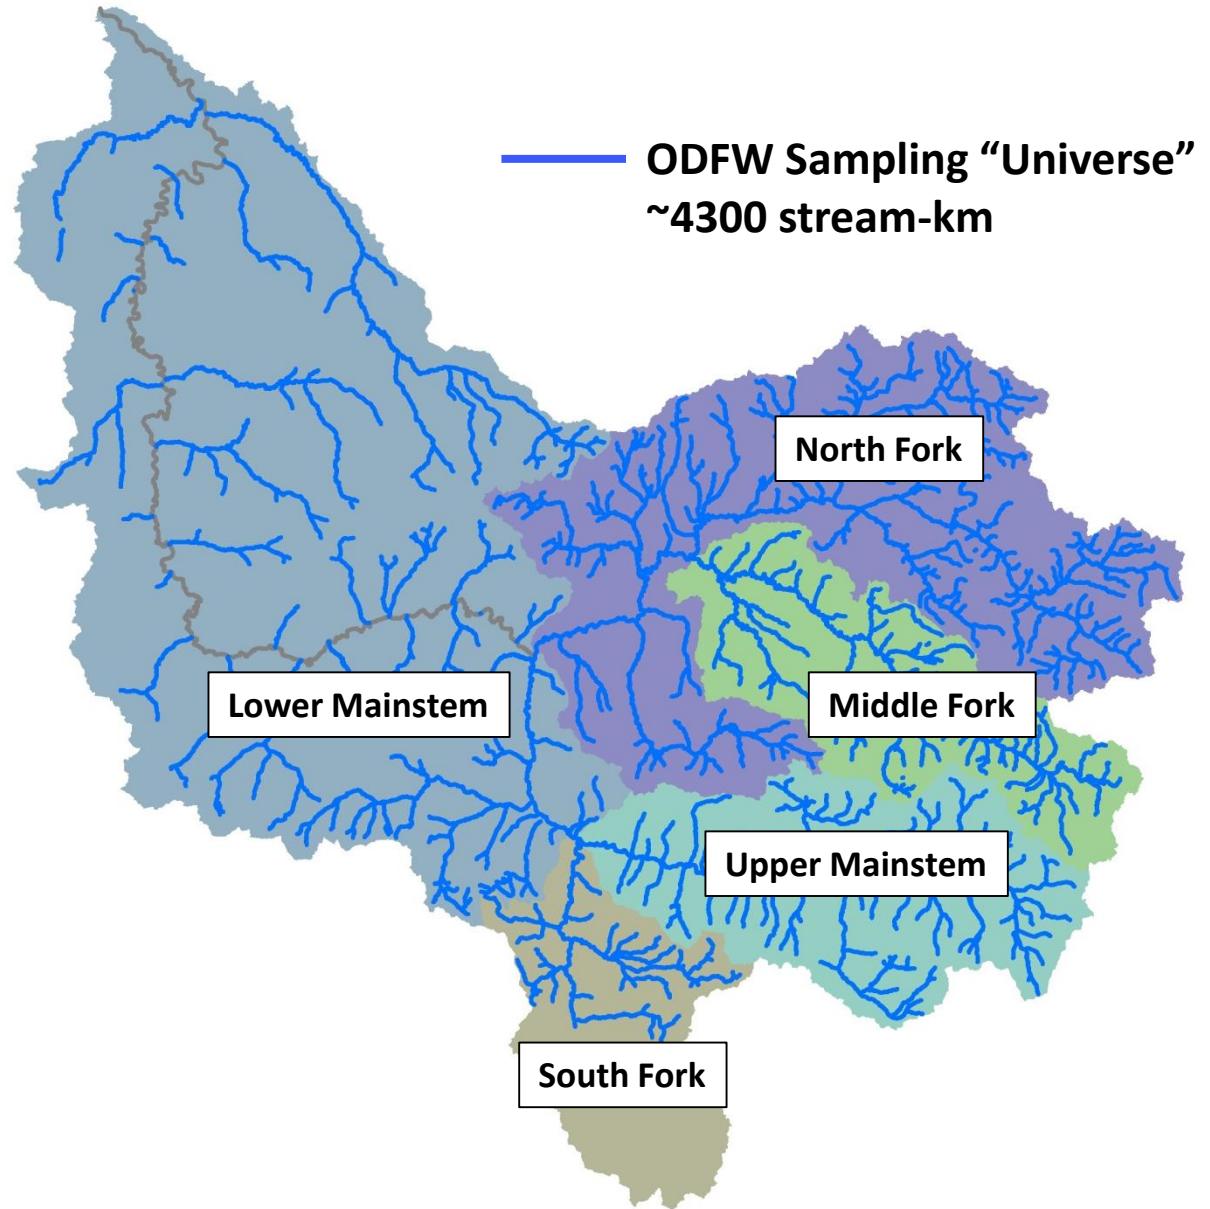 ODFW Sampling “Universe”
~4300 stream-km
North Fork
Lower Mainstem
Middle Fork
Upper Mainstem
South Fork